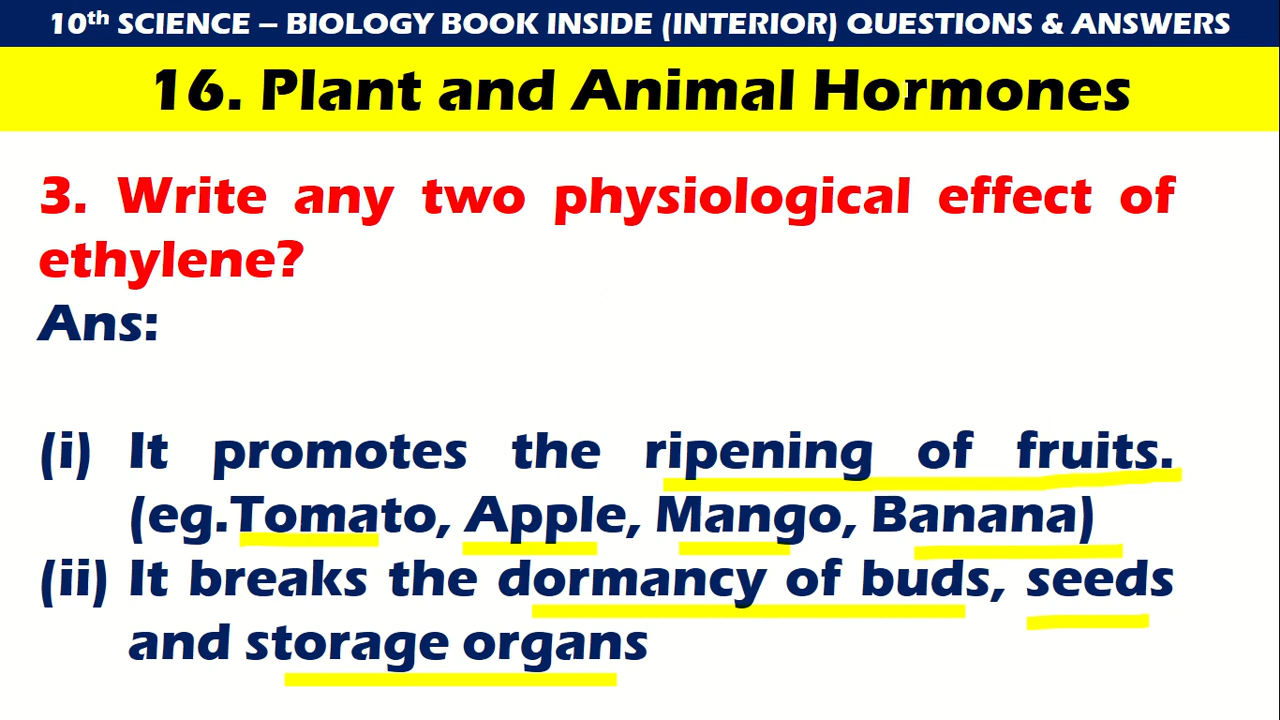 10th SCIENCE – BIOLOGY BOOK INSIDE (INTERIOR) QUESTIONS & ANSWERS
16. Plant and Animal Hormones
3. Write any two physiological effect of
ethylene?
Ans:
(i) It promotes the ripening of fruits.
(eg.Tomato, Apple, Mango, Banana)
(ii) It breaks the dormancy of buds, seeds
and storage organs